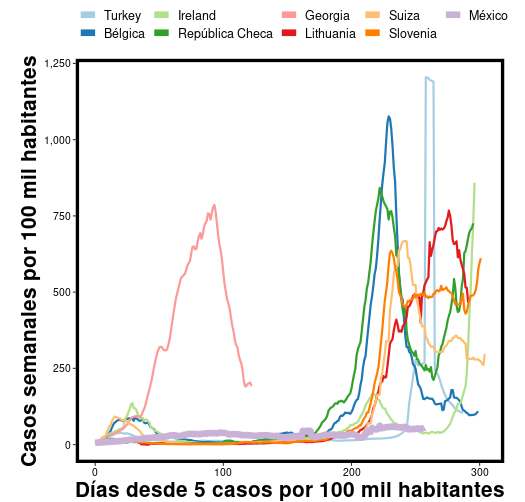 Turkey Ireland Georgia Suiza México
Bélgica República Checa Lithuania Slovenia
Casos semanales por 100 mil habitantes
1,250
1,000
750
500
250
0
0 100 200 300
Días desde 5 casos por 100 mil habitantes